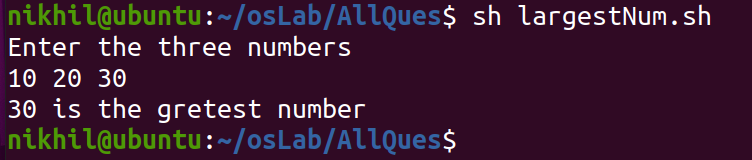 nikhil@ubuntu:~/osLab/AllQues$ sh largestNum.sh
Enter the three numbers
10 20 30
30 is the gretest number
nikhil@ubuntu:~/osLab/AllQues$